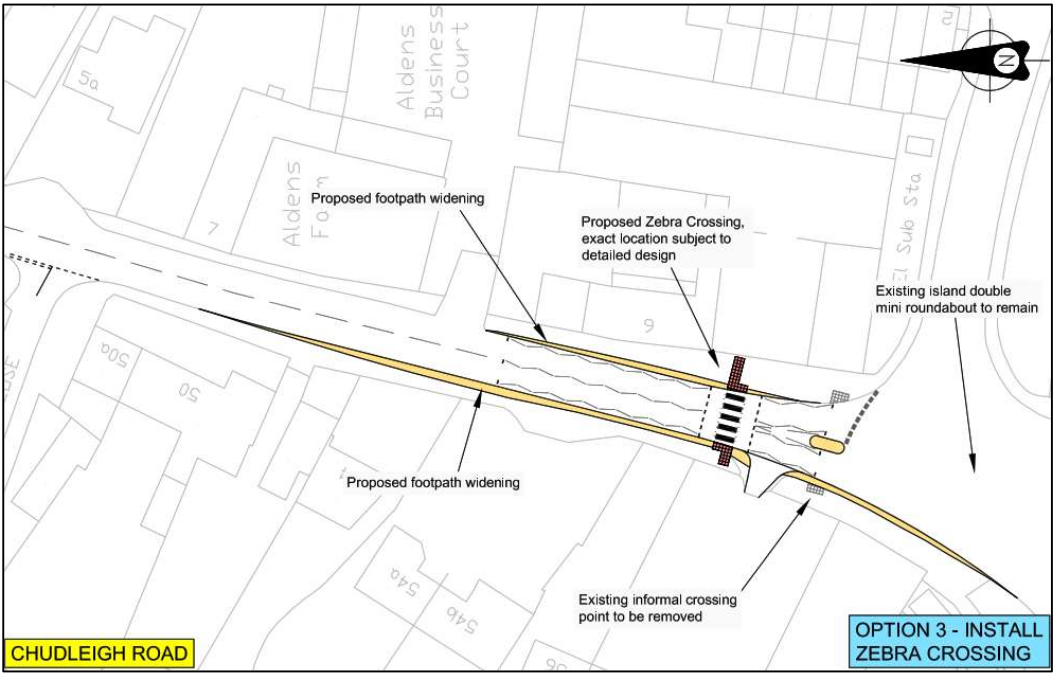 Aldens
Business
Court
2
N
5a
Aldens
Proposed footpath widening
7
Proposed Zebra Crossing,
exact location subject to
detailed design
El Sub Sta
Existing island double
mini roundabout to remain
9
50a
50
Proposed footpath widening
54a
54b
Existing informal crossing
point to be removed
56
CHUDLEIGH ROAD
OPTION 3 - INSTALL
ZEBRA CROSSING